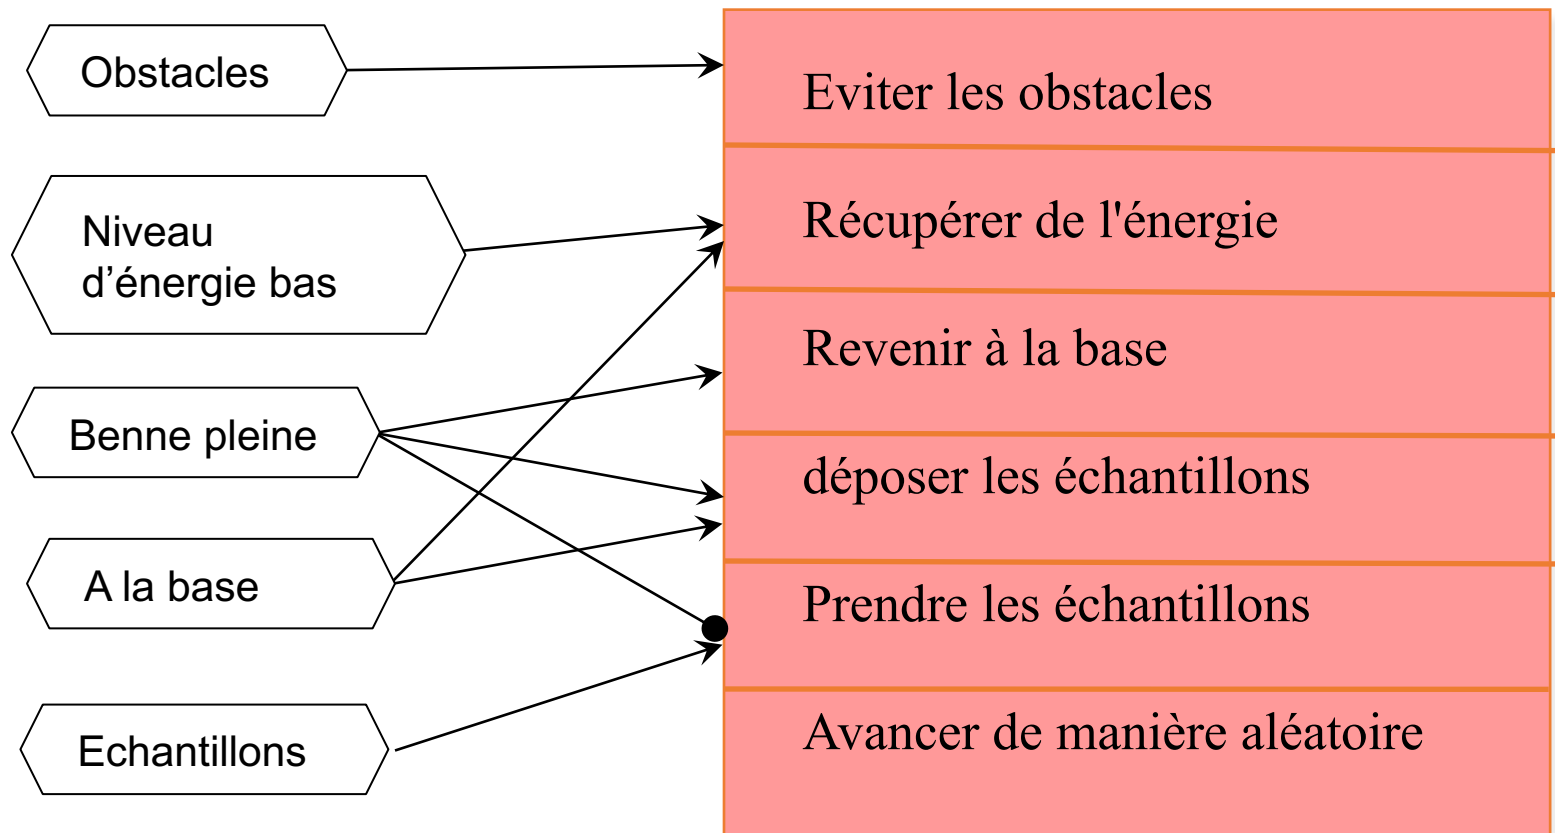 Obstacles
Niveau
d’énergie bas
Benne pleine
A la base
Echantillons
Eviter les obstacles
Récupérer de l'énergie
Revenir à la base
déposer les échantillons
Prendre les échantillons
Avancer de manière aléatoire